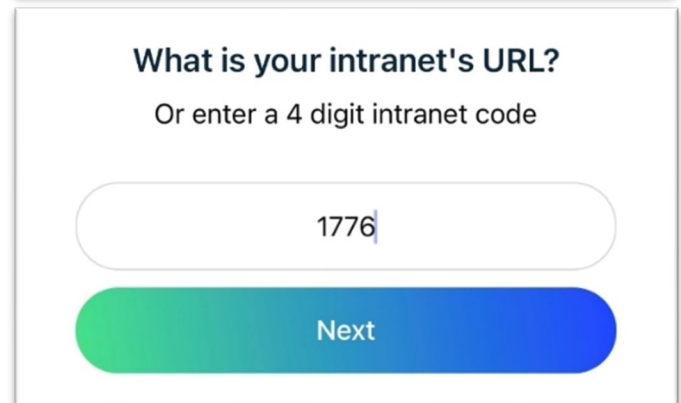 What is your intranet's URL?
Or enter a 4 digit intranet code
1776
Next